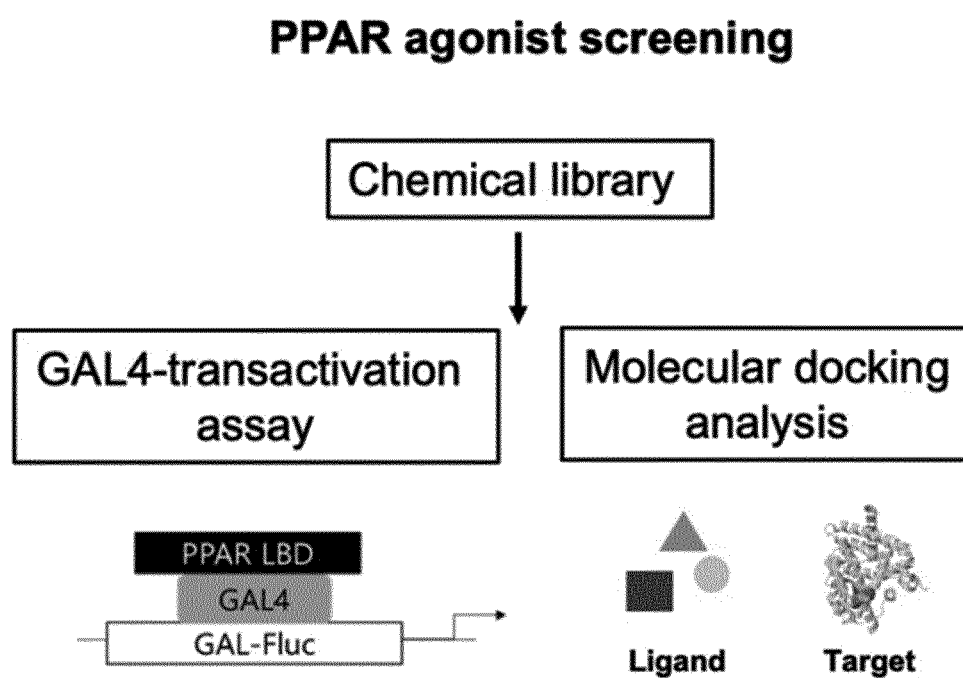 PPAR agonist screening
Chemical library
GAL4-transactivation
assay
Molecular docking
analysis
PPAR LBD
GAL4
GAL-Fluc
Ligand
Target